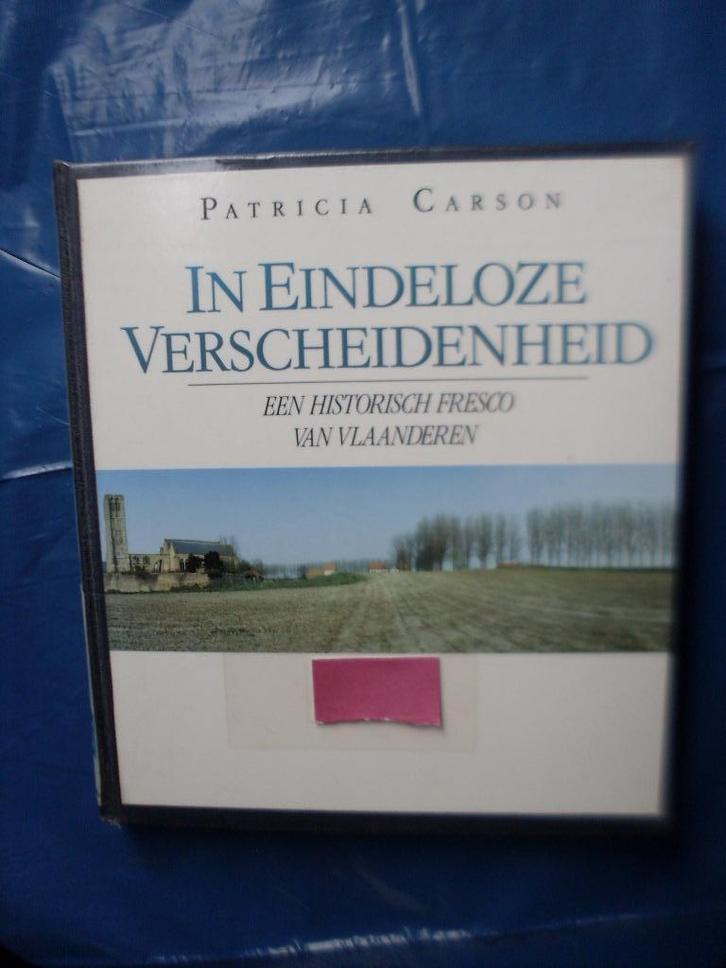 PATRICIA CARSON
IN EINDELOZE
VERSCHEIDENHEID
EEN HISTORISCH FRESCO
VAN VLAANDEREN